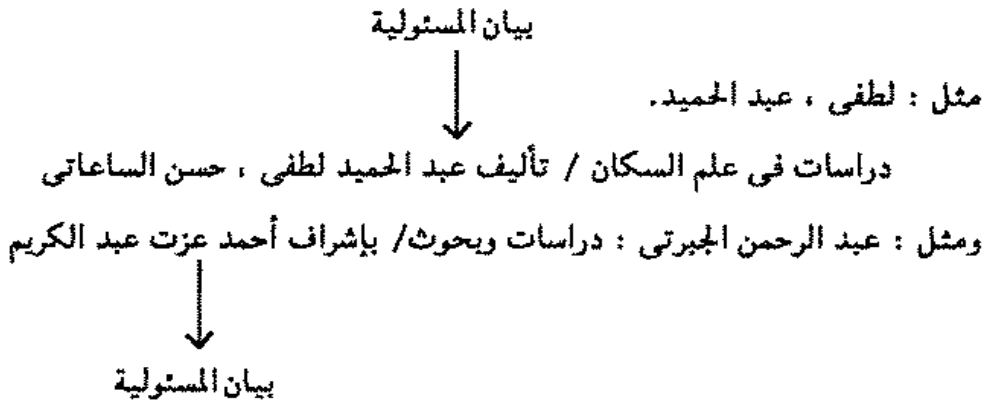 بيان المسئولية
مثل : لطفى ، عبد الحميد.
دراسات فى علم السكان / تأليف عبد الحميد لطفى ، حسن الساعاتى
ومثل : عبد الرحمن الجبرتى : دراسات وبحوث/ بإشراف أحمد عزت عبد الكريم
بيان المسئولية